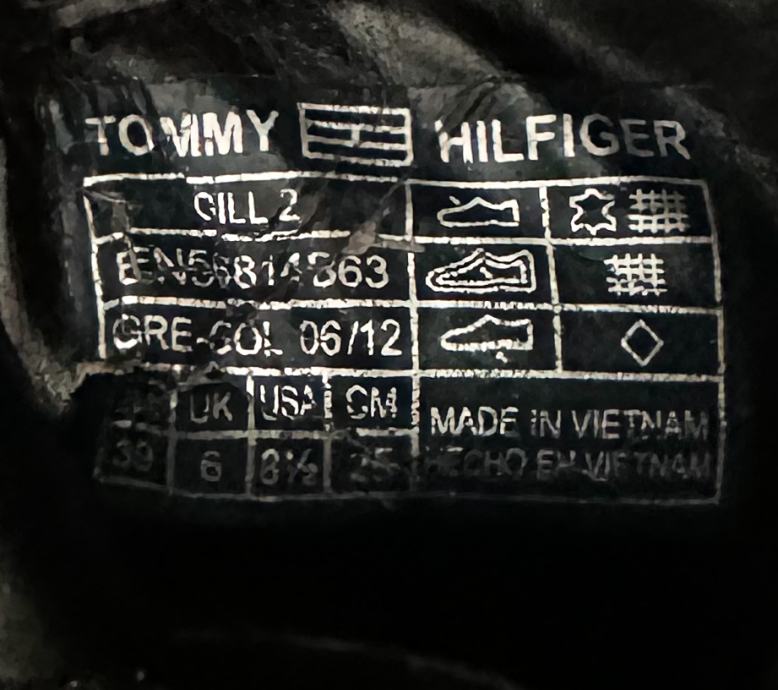 TOMMY HILFIGER
GILL 2
EN56814863
GRE-SOL 06/12
UK USA CM
39 6 8½ 25
MADE IN VIETNAM
HECHO EN VIETNAM